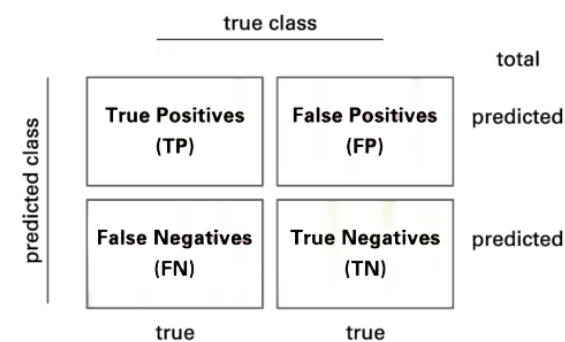 true class
total
predicted class
True Positives
(TP)
False Positives
(FP)
predicted
False Negatives
(FN)
True Negatives
(TN)
predicted
true
true